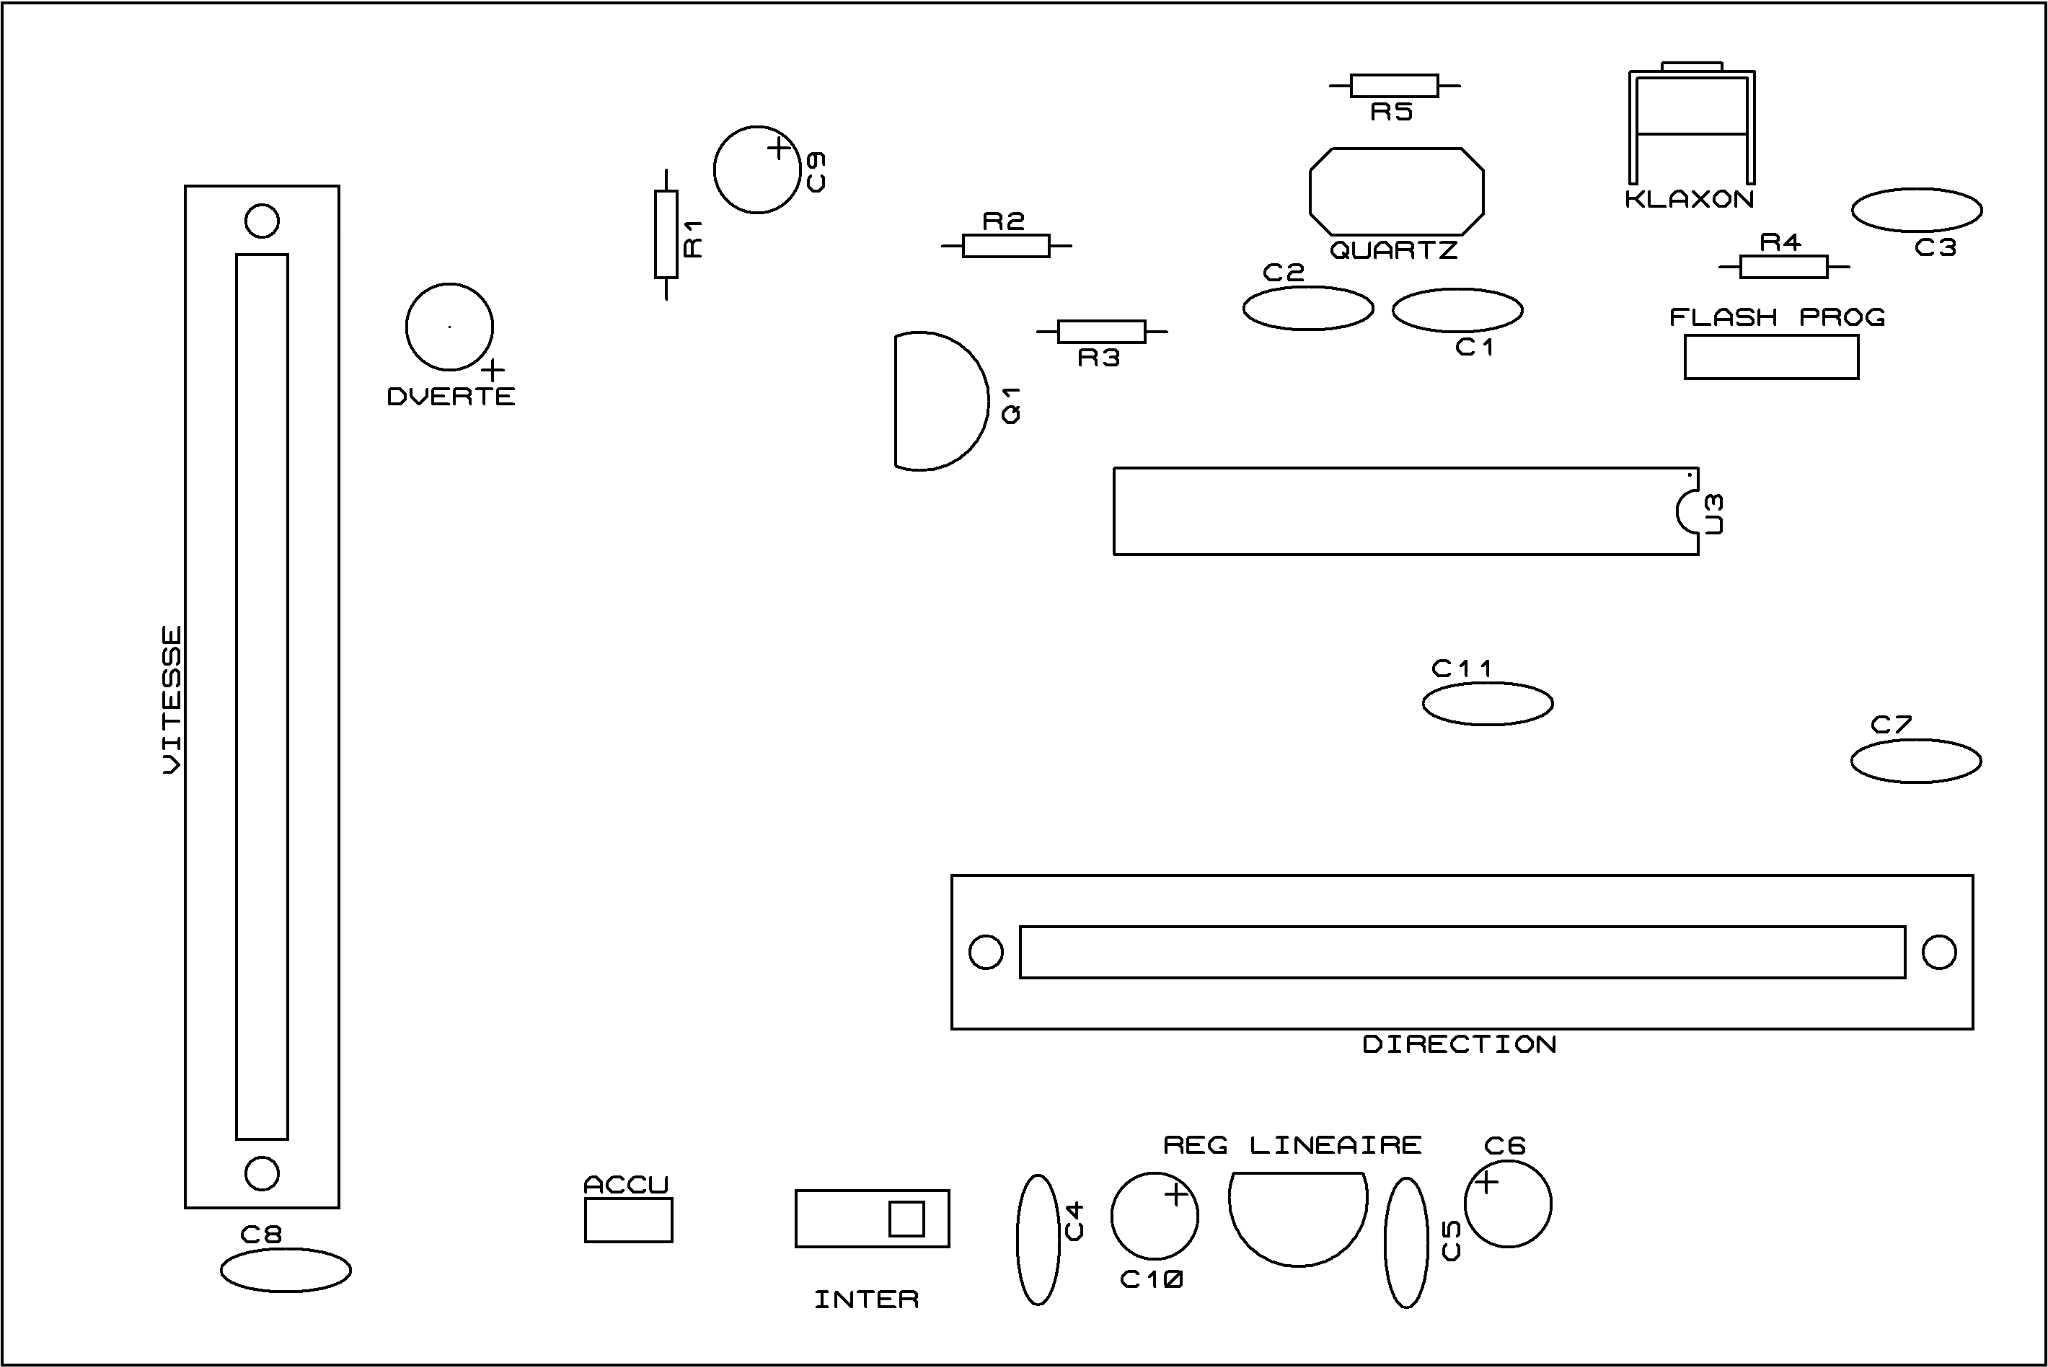 R5
C9
KLAXON
R1
R2
QUARTZ
R4
C3
C2
FLASH PROG
C1
R3
DVERTE
Q1
U3
VITESSE
C11
C7
DIRECTION
REG LINEAIRE
C6
ACCU
C4
C5
C8
C10
INTER